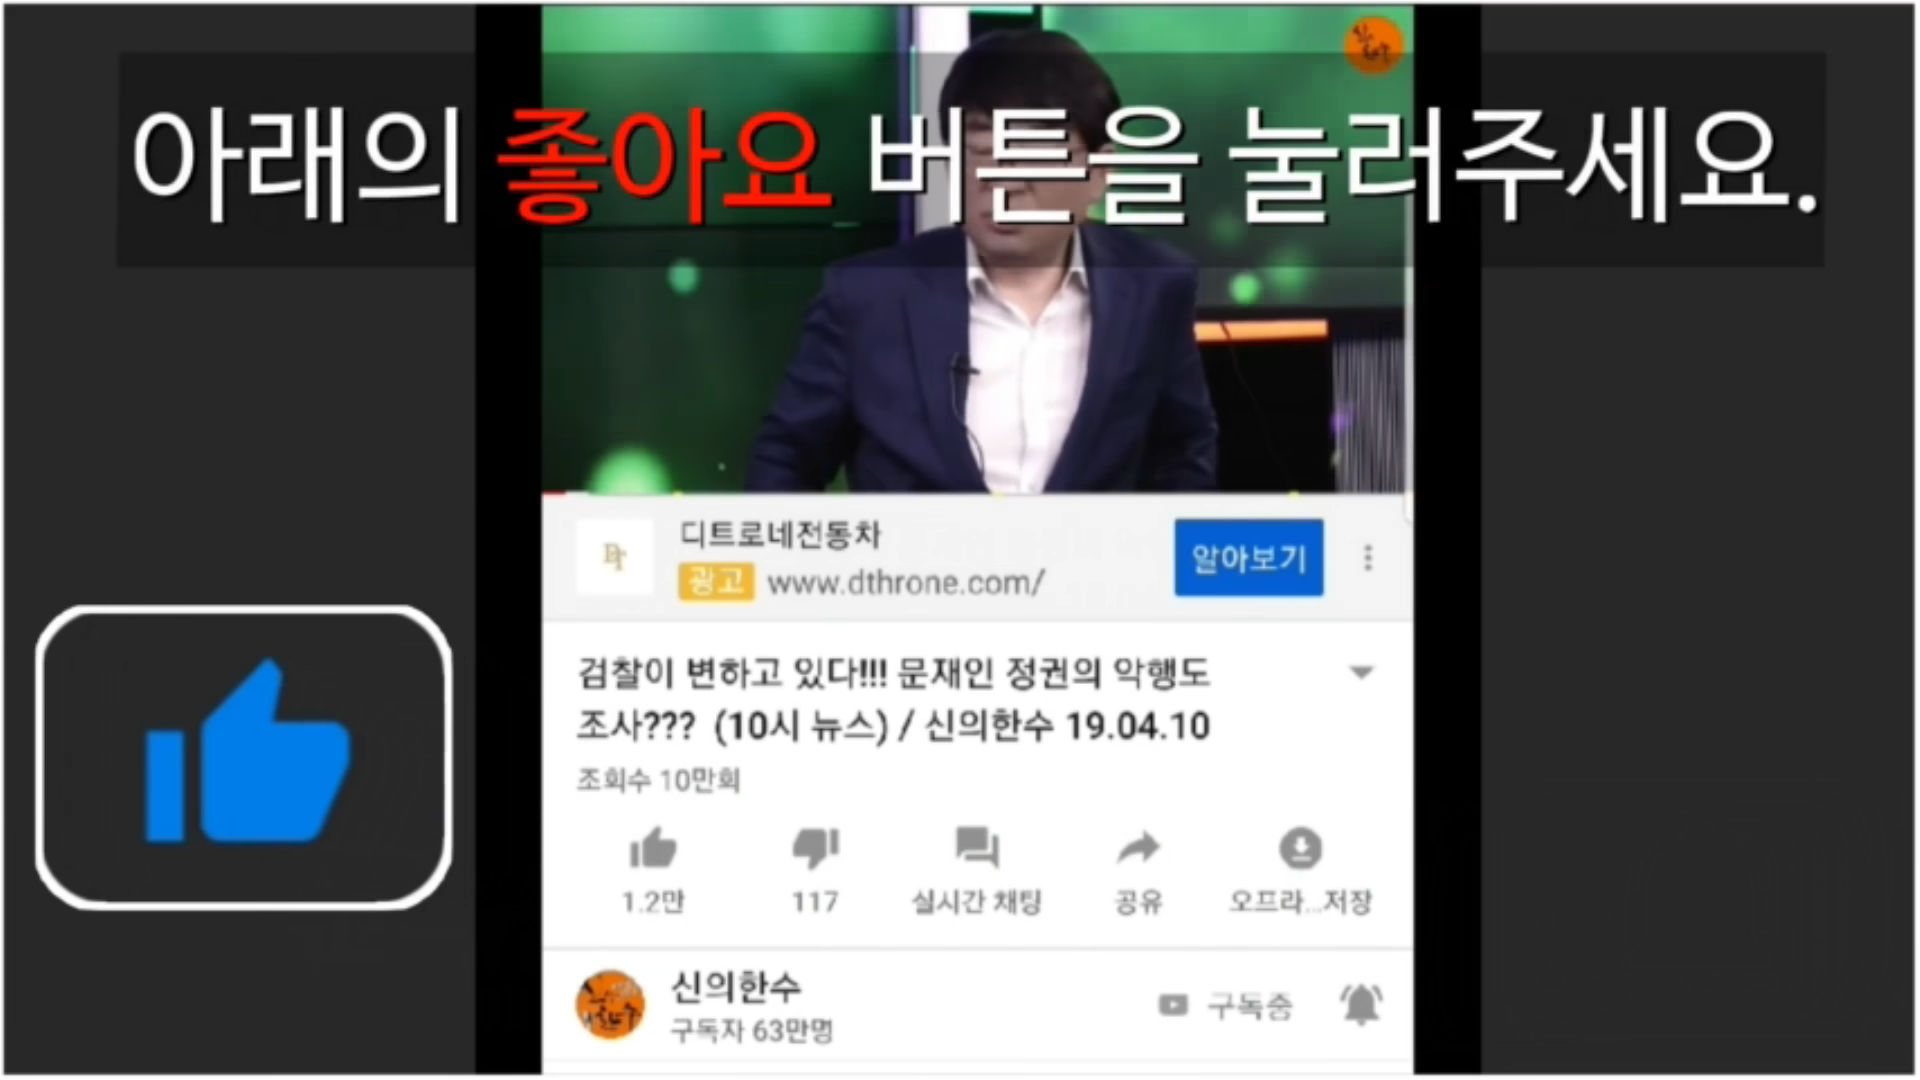 아래의 좋아요 버튼을 눌러주세요.
디트로네전동차
광고 www.dthrone.com/
알아보기
검찰이 변하고 있다!!! 문재인 정권의 악행도
조사??? (10시 뉴스) / 신의한수 19.04.10
조회수 10만회
1.2만 117 실시간 채팅 공유 오프라...저장
신의한수
구독자 63만명
구독중